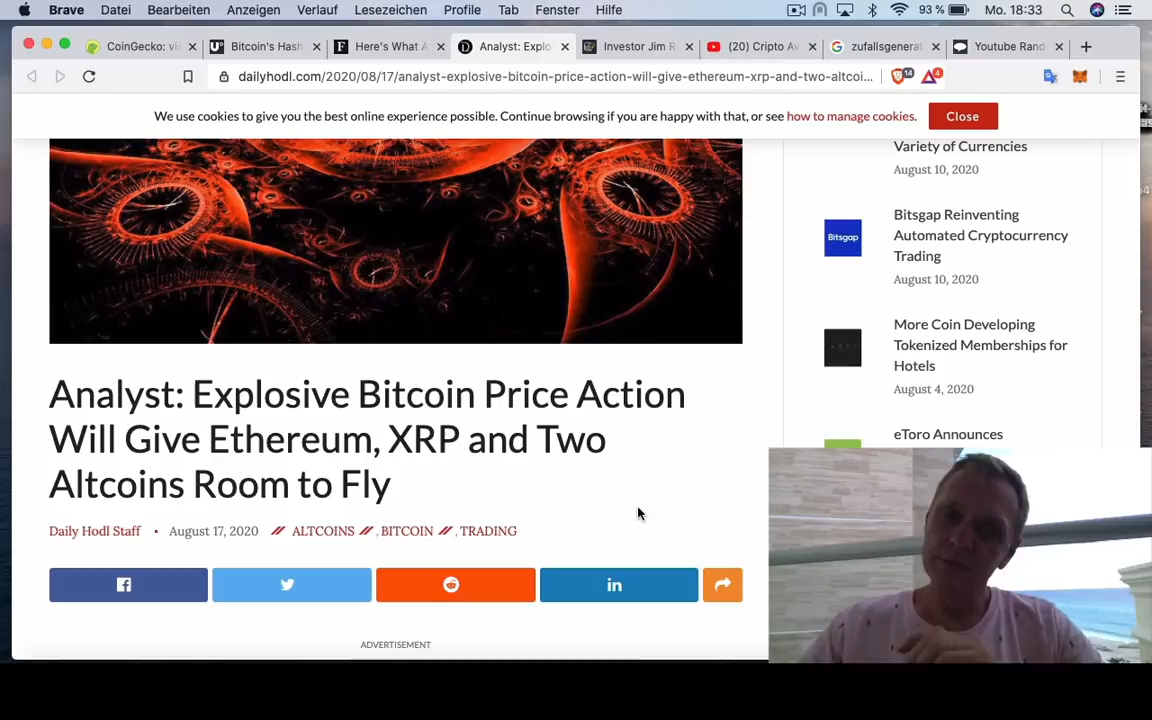 Brave Datei Bearbeiten Anzeigen Verlauf Lesezeichen Profile Tab Fenster Hilfe 93 % Mo. 18:33
CoinGecko: vi Bitcoin's Hash Here's What A Analyst: Explo Investor Jim R (20) Cripto Av zufallsgenerat Youtube Rand
dailyhodl.com/2020/08/17/analyst-explosive-bitcoin-price-action-will-give-ethereum-xrp-and-two-altcoi... 14 4
We use cookies to give you the best online experience possible. Continue browsing if you are happy with that, or see how to manage cookies. Close
Variety of Currencies
August 10, 2020
Bitsgap
Bitsgap Reinventing
Automated Cryptocurrency
Trading
August 10, 2020
More Coin Developing
Tokenized Memberships for
Hotels
August 4, 2020
eToro Announces
Analyst: Explosive Bitcoin Price Action
Will Give Ethereum, XRP and Two
Altcoins Room to Fly
Daily Hodl Staff • August 17, 2020 // ALTCOINS // , BITCOIN // , TRADING
ADVERTISEMENT